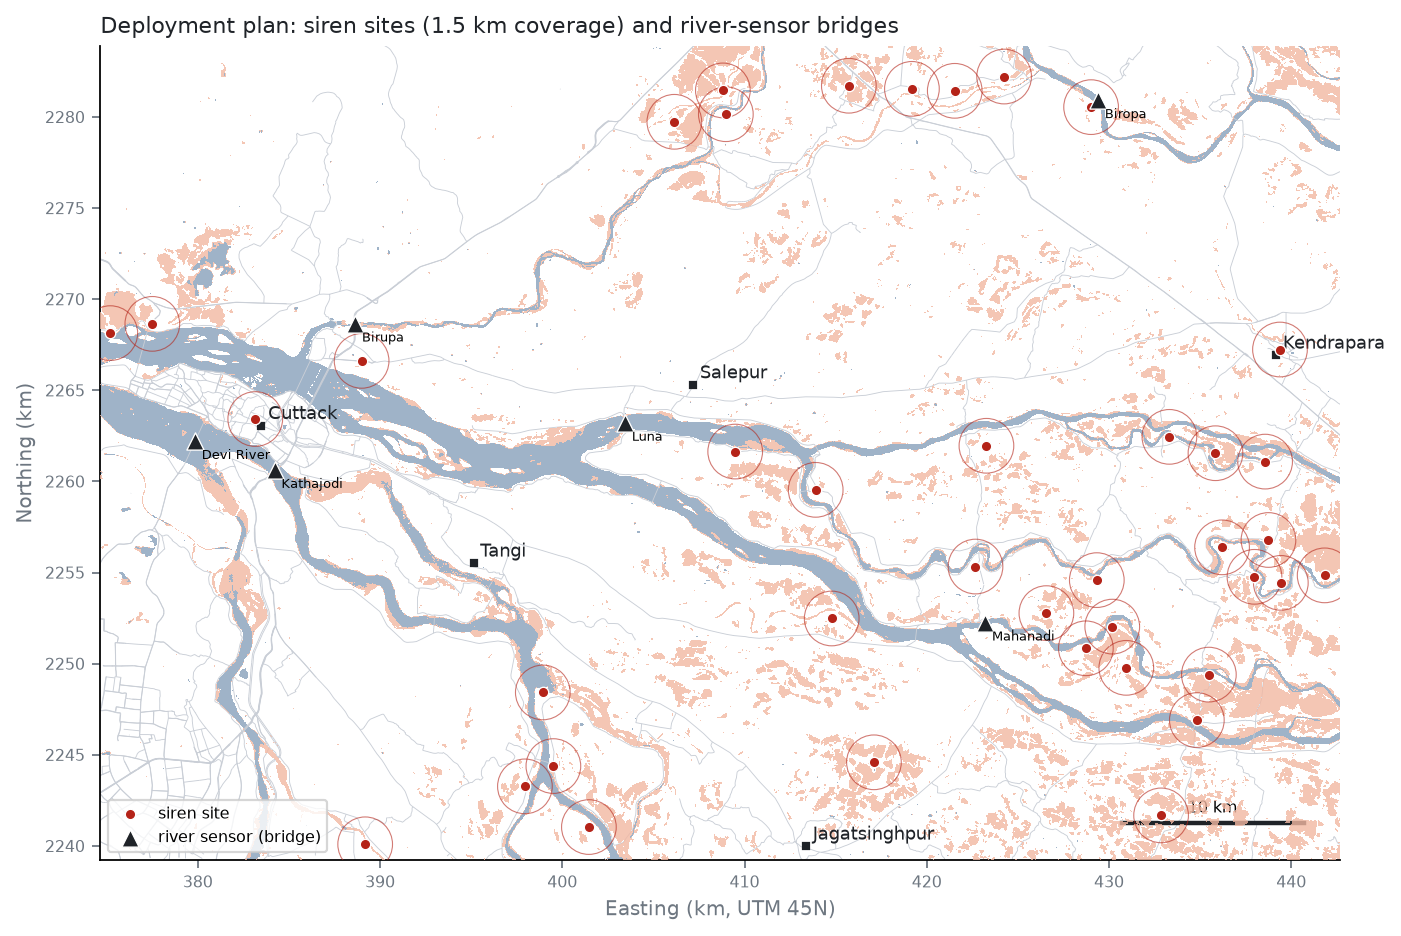 Deployment plan: siren sites (1.5 km coverage) and river-sensor bridges
2280
2275
2270
2265
2260
2255
2250
2245
2240
Northing (km)
Biropa
Birupa
Kendrapara
Salepur
Cuttack
Luna
Devi River
Kathajodi
Tangi
Mahanadi
10 km
Jagatsinghpur
siren site
river sensor (bridge)
380
390
400
410
420
430
440
Easting (km, UTM 45N)